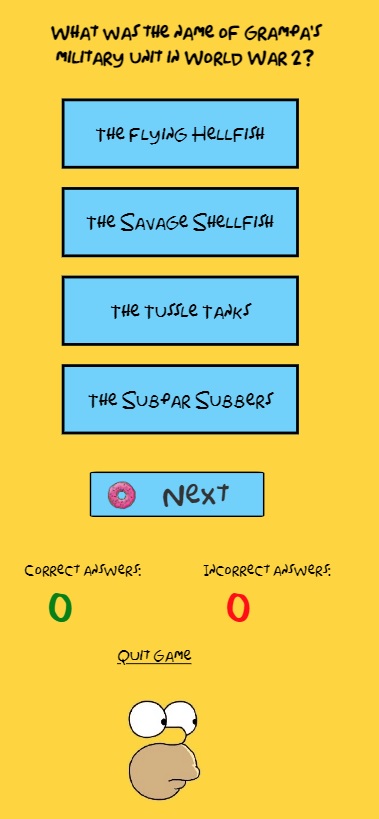 What was the name of Grampa's
military unit in World War 2?
The Flying Hellfish
The Savage Shellfish
The Tussle Tanks
The Subpar Subbers
Next
Correct answers:
Incorrect answers:
0
0
Quit Game